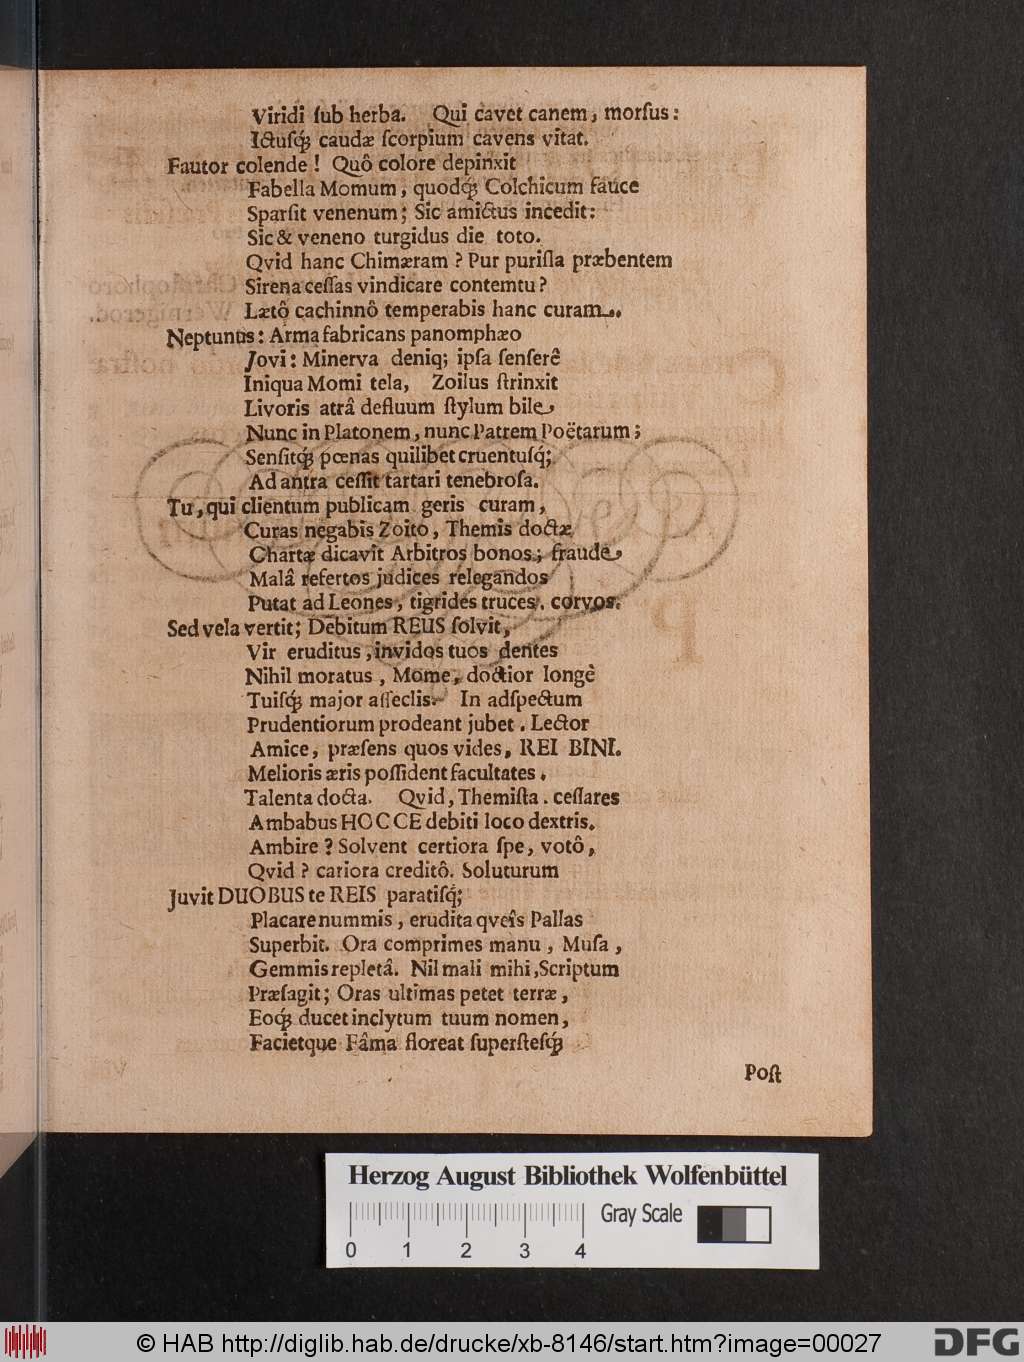 Viridi ſub herba. Qui cavet canem, morſus:
Ictuſq́; caudæ ſcorpium cavens vitat.
Fautor colende! Quô colore depinxit
Fabella Momum, quodq́; Colchicum fauce
Sparſit venenum; Sic amictus incedit:
Sic & veneno turgidus die toto.
Qvid hanc Chimæram? Pur puriſſa præbentem
Sirena ceſſas vindicare contemtu?
Lætô cachinnô temperabis hanc curam.
Neptunus: Arma fabricans panomphæo
Jovi: Minerva deniq; ipſa ſenſerê
Iniqua Momi tela, Zoilus ſtrinxit
Livoris atrâ defluum ſtylum bile
Nunc in Platonem, nunc Patrem Poëtarum;
Senſitq́; pœnas quilibet cruentuſq́;
Ad antra ceſſit tartari tenebroſa.
Tu, qui clientum publicam geris curam,
Curas negabis Zoito, Themis doctæ
Chartæ dicavit Arbitros bonos; fraude
Malâ refertos judices relegandos
Putat ad Leones, tigrides truces, corvos.
Sed vela vertit; Debitum REUS ſolvit,
Vir eruditus, invidos tuos dentes
Nihil moratus, Mome, doctior longè
Tuiſq́; major aſſeclis. In adſpectum
Prudentiorum prodeant jubet. Lector
Amice, præſens quos vides, REI BINI.
Melioris æris poſſident facultates,
Talenta docta. Qvid, Themiſta. ceſſares
Ambabus HOCCE debiti loco dextris.
Ambire? Solvent certiora ſpe, votô,
Qvid? cariora creditô. Soluturum
Juvit DUOBUS te REIS paratiſq́;
Placare nummis, erudita qveîs Pallas
Superbit. Ora comprimes manu, Muſa,
Gemmis repletâ. Nil mali mihi, Scriptum
Præſagit; Oras ultimas petet terræ,
Eoq́; ducet inclytum tuum nomen,
Facietque Fâma floreat ſuperſteſq́;
Poſt
Herzog August Bibliothek Wolfenbüttel
Gray Scale
0 1 2 3 4
© HAB http://diglib.hab.de/drucke/xb-8146/start.htm?image=00027
DFG